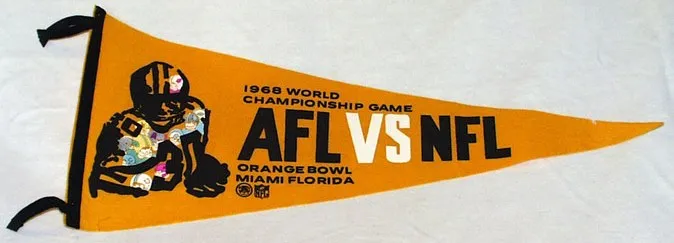 1968 WORLD
CHAMPIONSHIP GAME
AFL VS NFL
ORANGE BOWL
MIAMI FLORIDA